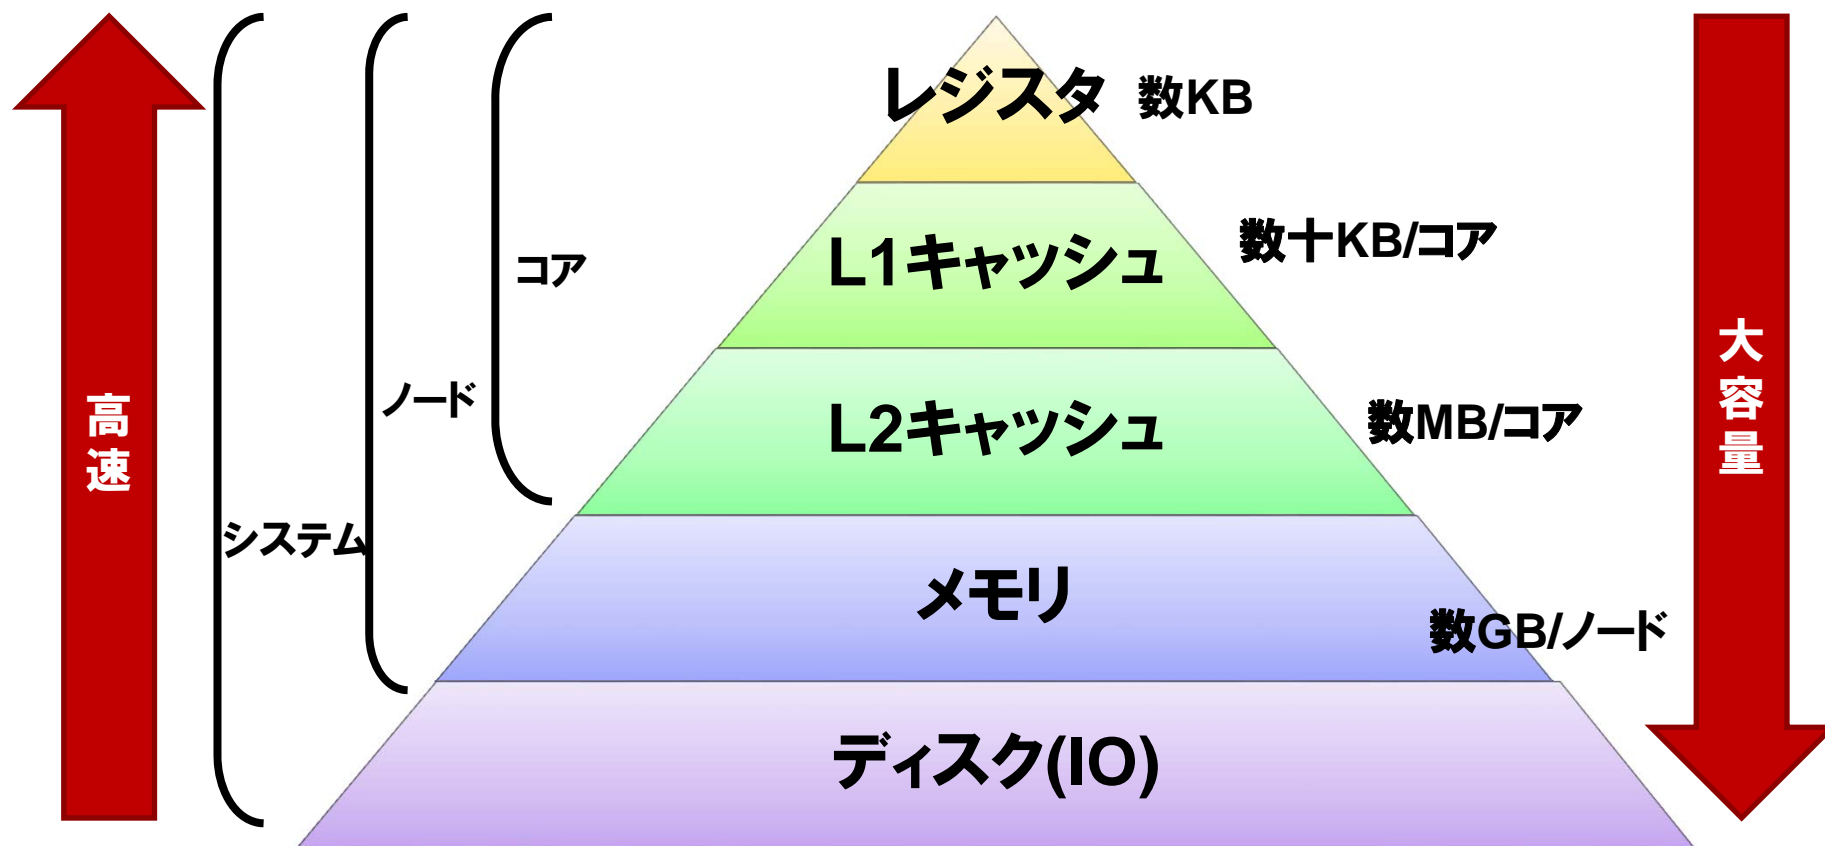 レジスタ 数KB
L1キャッシュ 数十KB/コア
コア
ノード
L2キャッシュ 数MB/コア
高速
大容量
システム
メモリ 数GB/ノード
ディスク(IO)